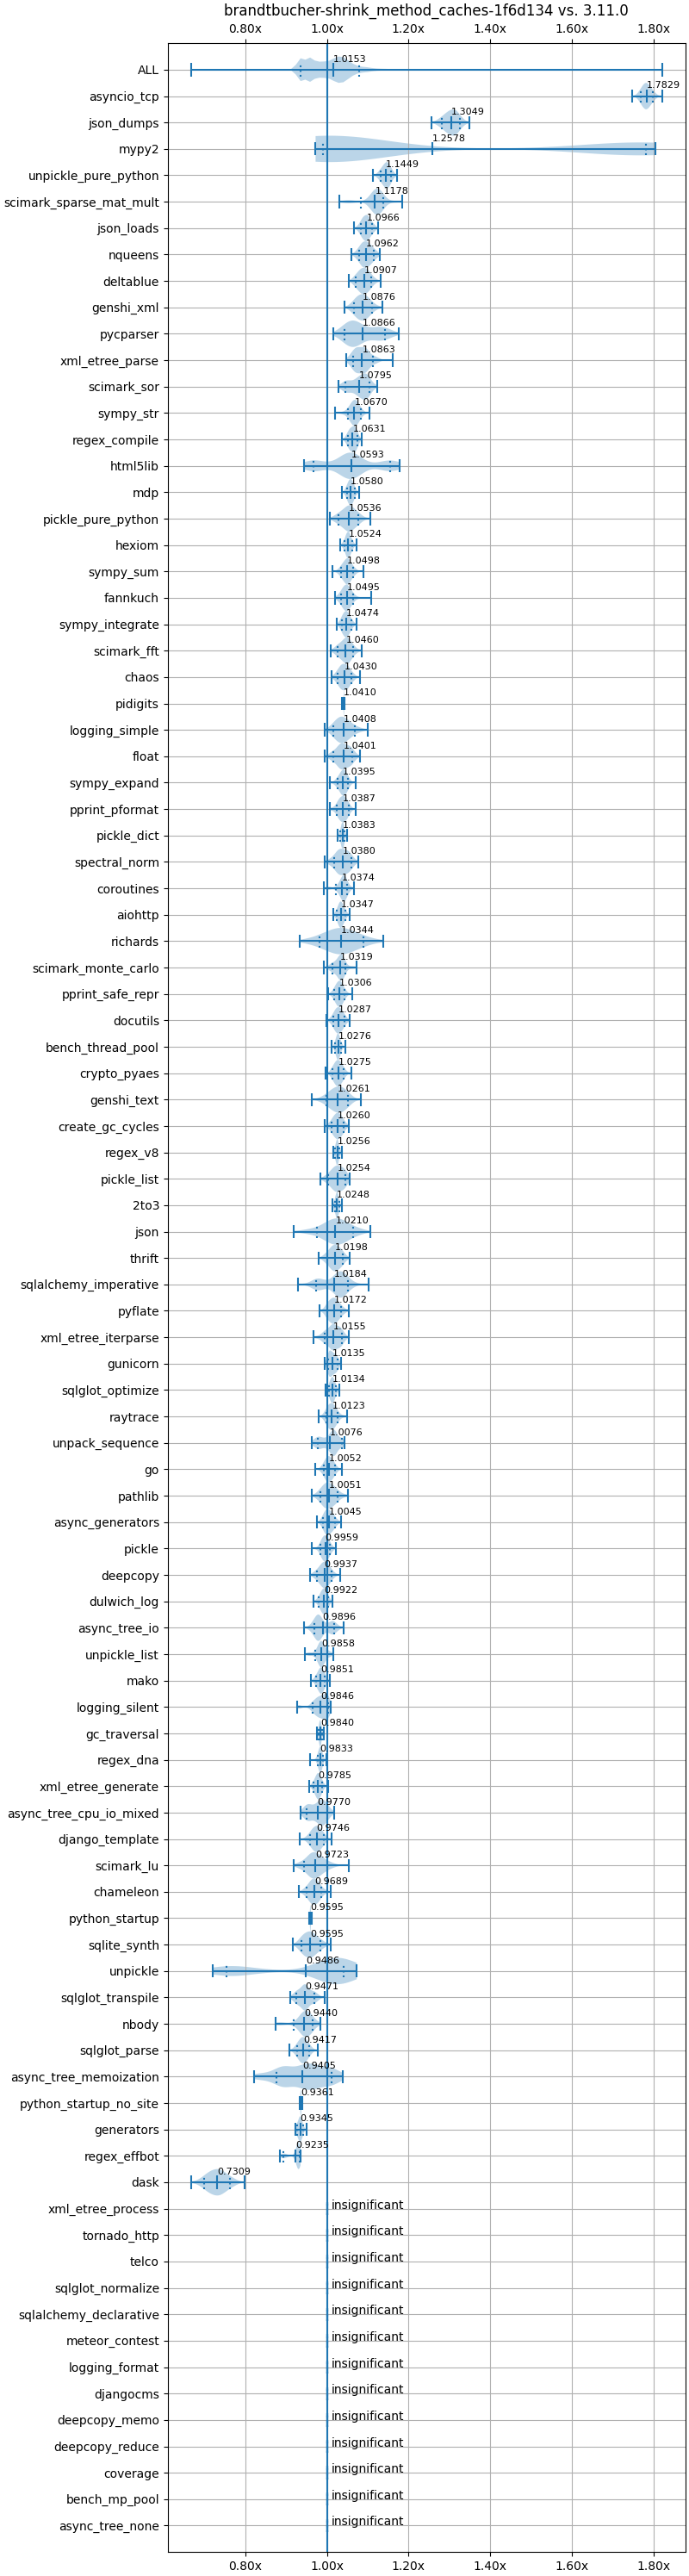 brandtbucher-shrink_method_caches-1f6d134 vs. 3.11.0
0.80x 1.00x 1.20x 1.40x 1.60x 1.80x
ALL 1.0153
asyncio_tcp 1.7829
json_dumps 1.3049
mypy2 1.2578
unpickle_pure_python 1.1449
scimark_sparse_mat_mult 1.1178
json_loads 1.0966
nqueens 1.0962
deltablue 1.0907
genshi_xml 1.0876
pycparser 1.0866
xml_etree_parse 1.0863
scimark_sor 1.0795
sympy_str 1.0670
regex_compile 1.0631
html5lib 1.0593
mdp 1.0580
pickle_pure_python 1.0536
hexiom 1.0524
sympy_sum 1.0498
fannkuch 1.0495
sympy_integrate 1.0474
scimark_fft 1.0460
chaos 1.0430
pidigits 1.0410
logging_simple 1.0408
float 1.0401
sympy_expand 1.0395
pprint_pformat 1.0387
pickle_dict 1.0383
spectral_norm 1.0380
coroutines 1.0374
aiohttp 1.0347
richards 1.0344
scimark_monte_carlo 1.0319
pprint_safe_repr 1.0306
docutils 1.0287
bench_thread_pool 1.0276
crypto_pyaes 1.0275
genshi_text 1.0261
create_gc_cycles 1.0260
regex_v8 1.0256
pickle_list 1.0254
2to3 1.0248
json 1.0210
thrift 1.0198
sqlalchemy_imperative 1.0184
pyflate 1.0172
xml_etree_iterparse 1.0155
gunicorn 1.0135
sqlglot_optimize 1.0134
raytrace 1.0123
unpack_sequence 1.0076
go 1.0052
pathlib 1.0051
async_generators 1.0045
pickle 0.9959
deepcopy 0.9937
dulwich_log 0.9922
async_tree_io 0.9896
unpickle_list 0.9858
mako 0.9851
logging_silent 0.9846
gc_traversal 0.9840
regex_dna 0.9833
xml_etree_generate 0.9785
async_tree_cpu_io_mixed 0.9770
django_template 0.9746
scimark_lu 0.9723
chameleon 0.9689
python_startup 0.9595
sqlite_synth 0.9595
unpickle 0.9486
sqlglot_transpile 0.9471
nbody 0.9440
sqlglot_parse 0.9417
async_tree_memoization 0.9405
python_startup_no_site 0.9361
generators 0.9345
regex_effbot 0.9235
dask 0.7309
xml_etree_process insignificant
tornado_http insignificant
telco insignificant
sqlglot_normalize insignificant
sqlalchemy_declarative insignificant
meteor_contest insignificant
logging_format insignificant
djangocms insignificant
deepcopy_memo insignificant
deepcopy_reduce insignificant
coverage insignificant
bench_mp_pool insignificant
async_tree_none insignificant
0.80x 1.00x 1.20x 1.40x 1.60x 1.80x